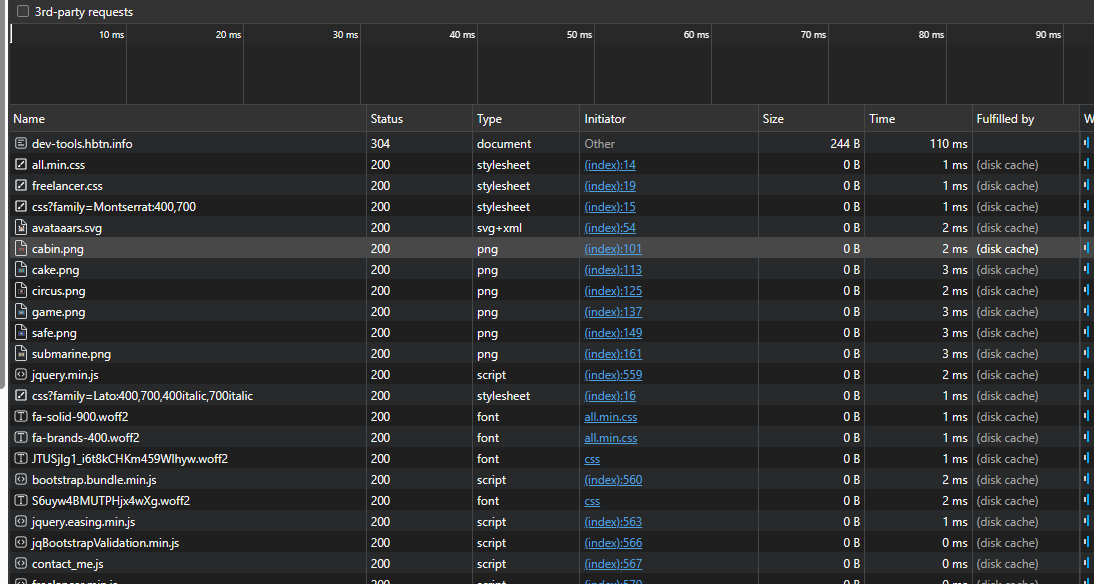 3rd-party requests
10 ms 20 ms 30 ms 40 ms 50 ms 60 ms 70 ms 80 ms 90 ms
Name Status Type Initiator Size Time Fulfilled by W
dev-tools.hbtn.info 304 document Other 244 B 110 ms
all.min.css 200 stylesheet (index):14 0 B 1 ms (disk cache)
freelancer.css 200 stylesheet (index):19 0 B 1 ms (disk cache)
css?family=Montserrat:400,700 200 stylesheet (index):15 0 B 1 ms (disk cache)
avataaars.svg 200 svg+xml (index):54 0 B 2 ms (disk cache)
cabin.png 200 png (index):101 0 B 2 ms (disk cache)
cake.png 200 png (index):113 0 B 3 ms (disk cache)
circus.png 200 png (index):125 0 B 2 ms (disk cache)
game.png 200 png (index):137 0 B 3 ms (disk cache)
safe.png 200 png (index):149 0 B 3 ms (disk cache)
submarine.png 200 png (index):161 0 B 3 ms (disk cache)
jquery.min.js 200 script (index):559 0 B 2 ms (disk cache)
css?family=Lato:400,700,400italic,700italic 200 stylesheet (index):16 0 B 1 ms (disk cache)
fa-solid-900.woff2 200 font all.min.css 0 B 1 ms (disk cache)
fa-brands-400.woff2 200 font all.min.css 0 B 1 ms (disk cache)
JTUSjIg1_i6t8kCHKm459Wlhyw.woff2 200 font css 0 B 1 ms (disk cache)
bootstrap.bundle.min.js 200 script (index):560 0 B 2 ms (disk cache)
S6uyw4BMUTPHjx4wXg.woff2 200 font css 0 B 2 ms (disk cache)
jquery.easing.min.js 200 script (index):563 0 B 1 ms (disk cache)
jqBootstrapValidation.min.js 200 script (index):566 0 B 0 ms (disk cache)
contact_me.js 200 script (index):567 0 B 0 ms (disk cache)
freelancer.min.js 200 script (index):570 0 B 0 ms (disk cache)